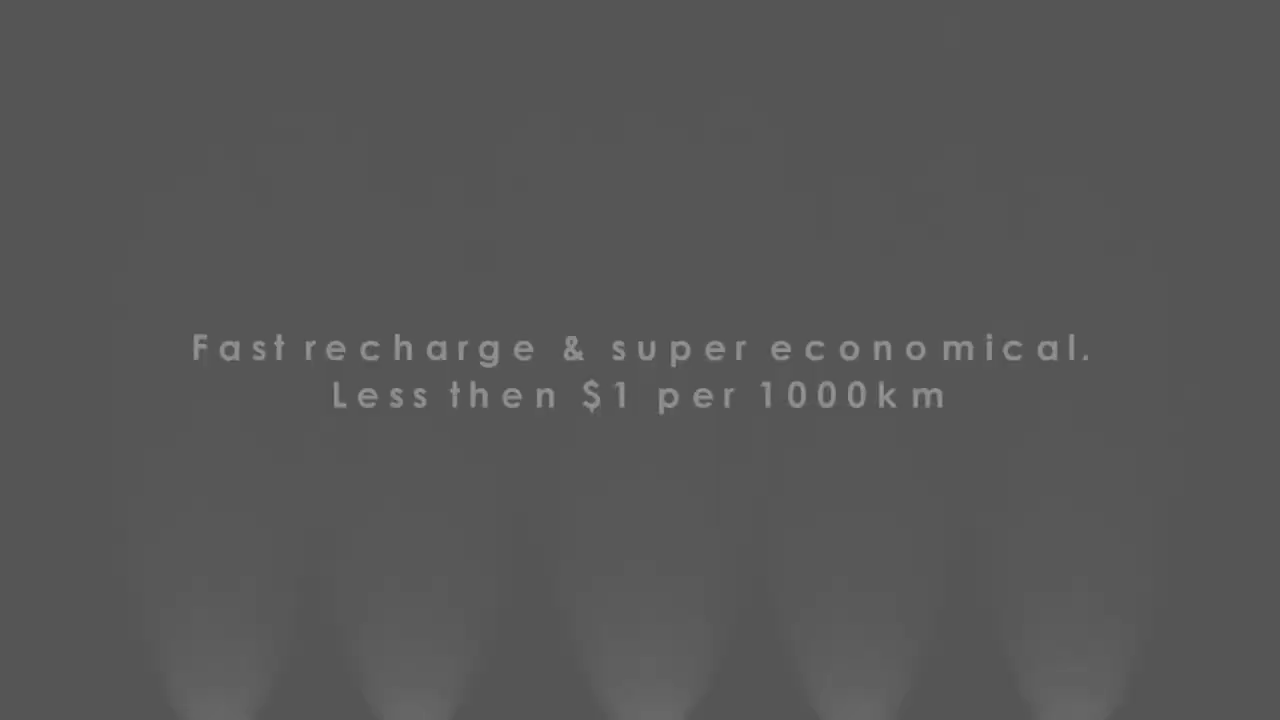 Fast recharge & super economical.
Less then $1 per 1000km